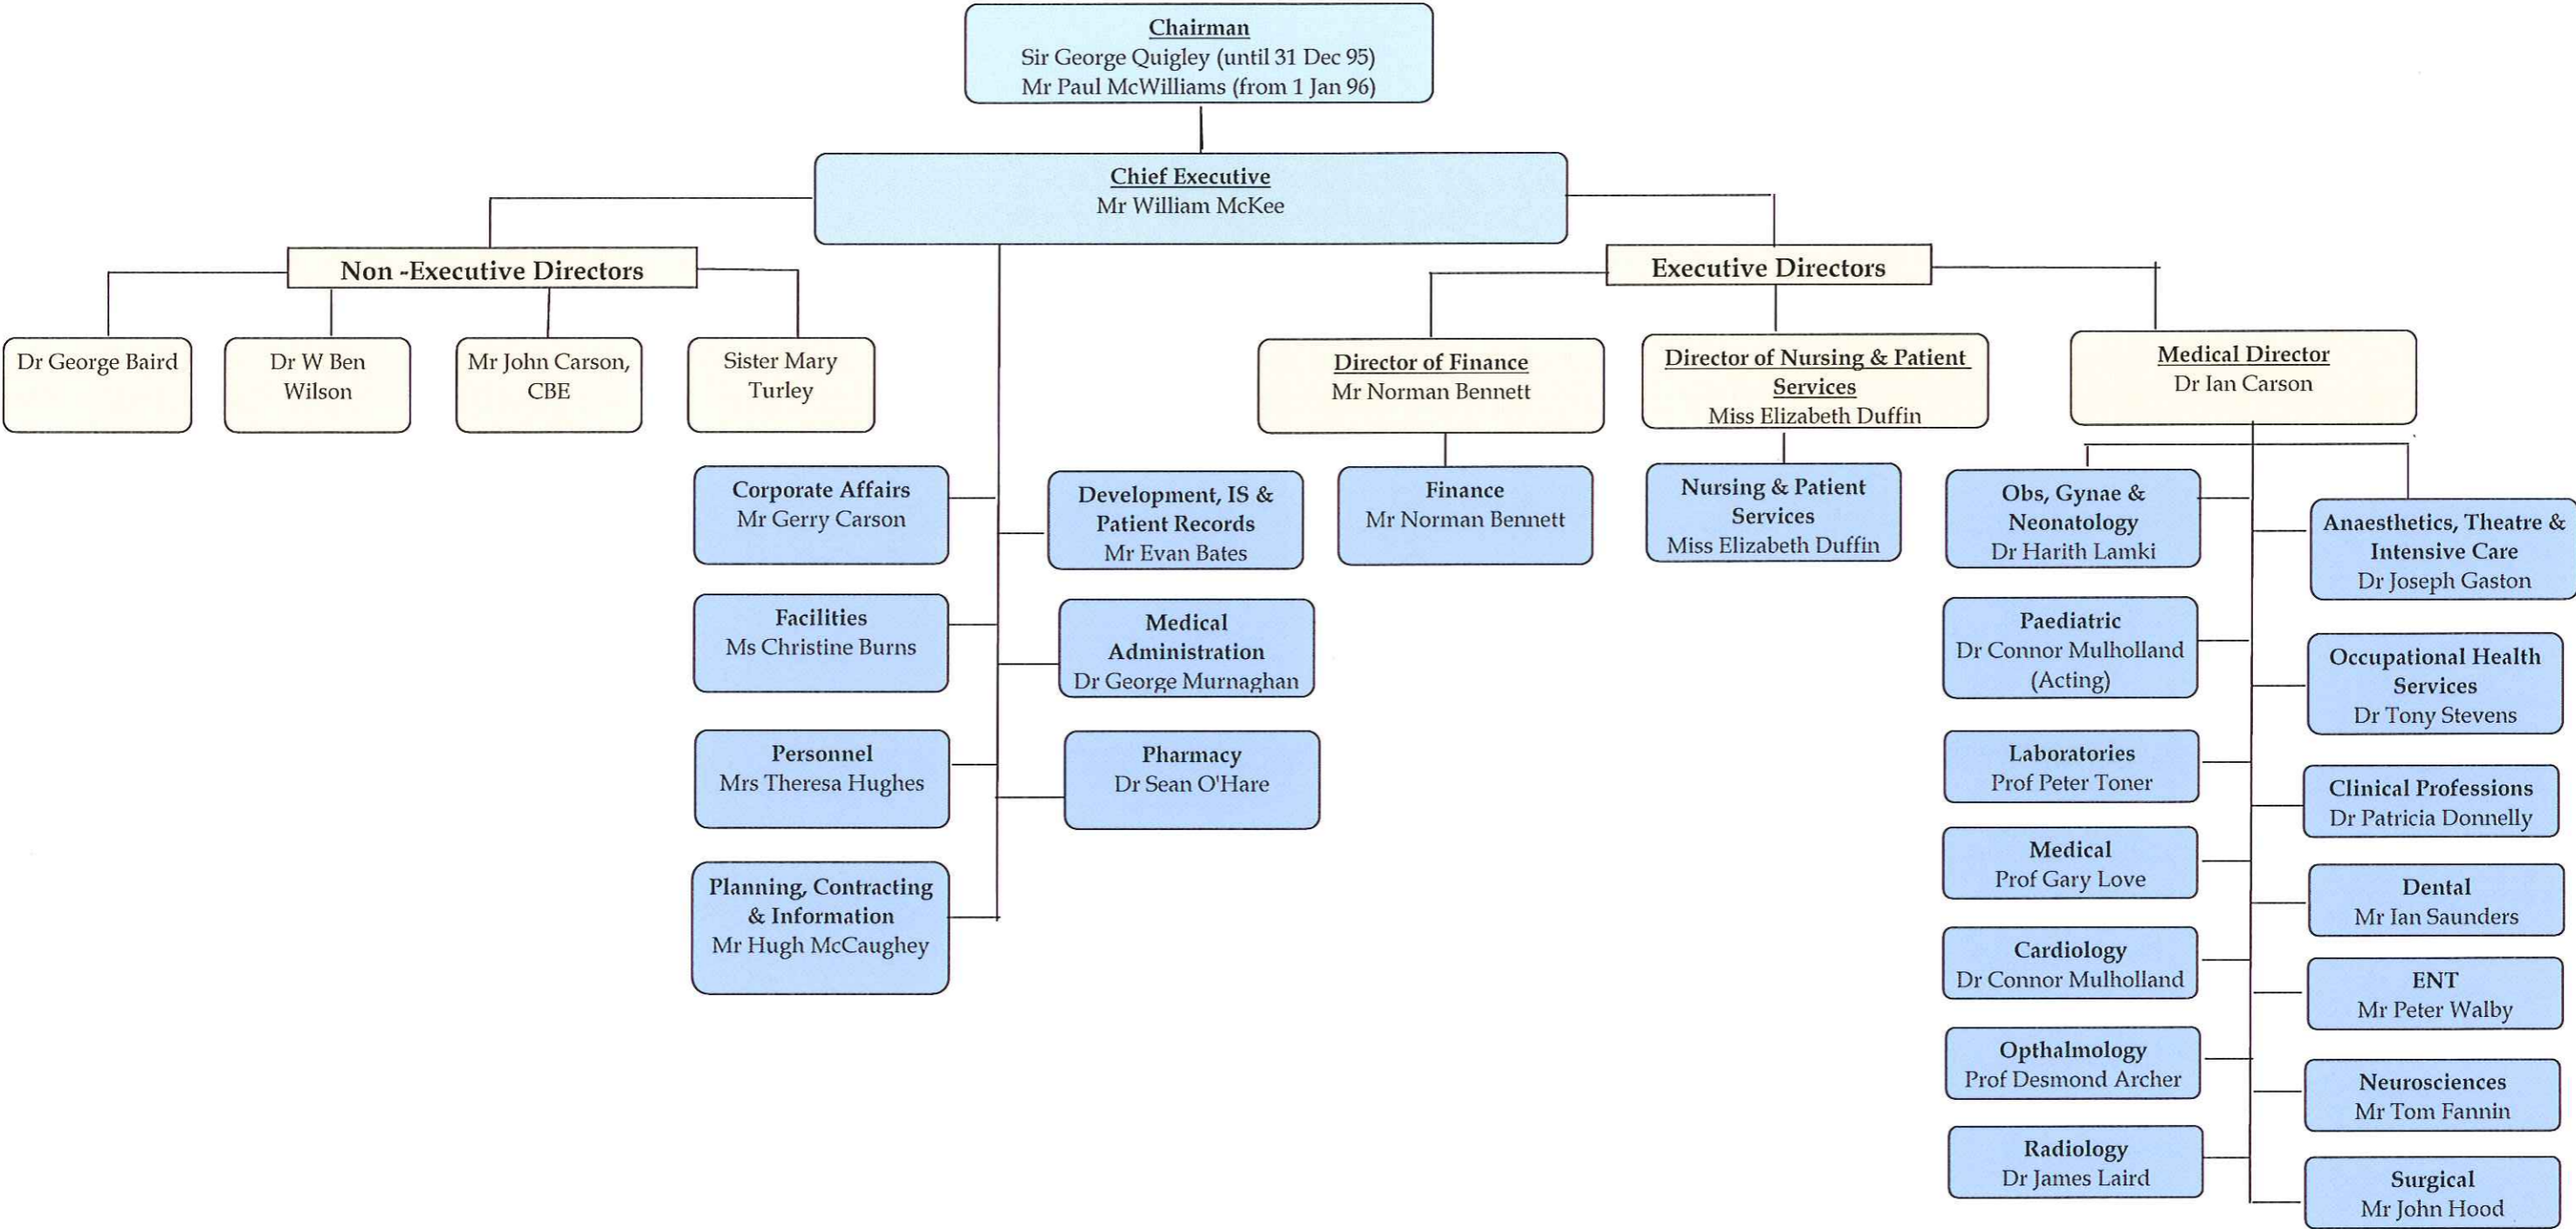 Chairman
Sir George Quigley (until 31 Dec 95)
Mr Paul McWilliams (from 1 Jan 96)
Chief Executive
Mr William McKee
Non -Executive Directors
Executive Directors
Dr George Baird
Dr W Ben
Wilson
Mr John Carson,
CBE
Sister Mary
Turley
Director of Finance
Mr Norman Bennett
Director of Nursing & Patient
Services
Miss Elizabeth Duffin
Medical Director
Dr Ian Carson
Corporate Affairs
Mr Gerry Carson
Development, IS &
Patient Records
Mr Evan Bates
Facilities
Ms Christine Burns
Medical
Administration
Dr George Murnaghan
Personnel
Mrs Theresa Hughes
Pharmacy
Dr Sean O'Hare
Planning, Contracting
& Information
Mr Hugh McCaughey
Finance
Mr Norman Bennett
Nursing & Patient
Services
Miss Elizabeth Duffin
Obs, Gynae &
Neonatology
Dr Harith Lamki
Anaesthetics, Theatre &
Intensive Care
Dr Joseph Gaston
Paediatric
Dr Connor Mulholland
(Acting)
Occupational Health
Services
Dr Tony Stevens
Laboratories
Prof Peter Toner
Clinical Professions
Dr Patricia Donnelly
Medical
Prof Gary Love
Dental
Mr Ian Saunders
Cardiology
Dr Connor Mulholland
ENT
Mr Peter Walby
Opthalmology
Prof Desmond Archer
Neurosciences
Mr Tom Fannin
Radiology
Dr James Laird
Surgical
Mr John Hood